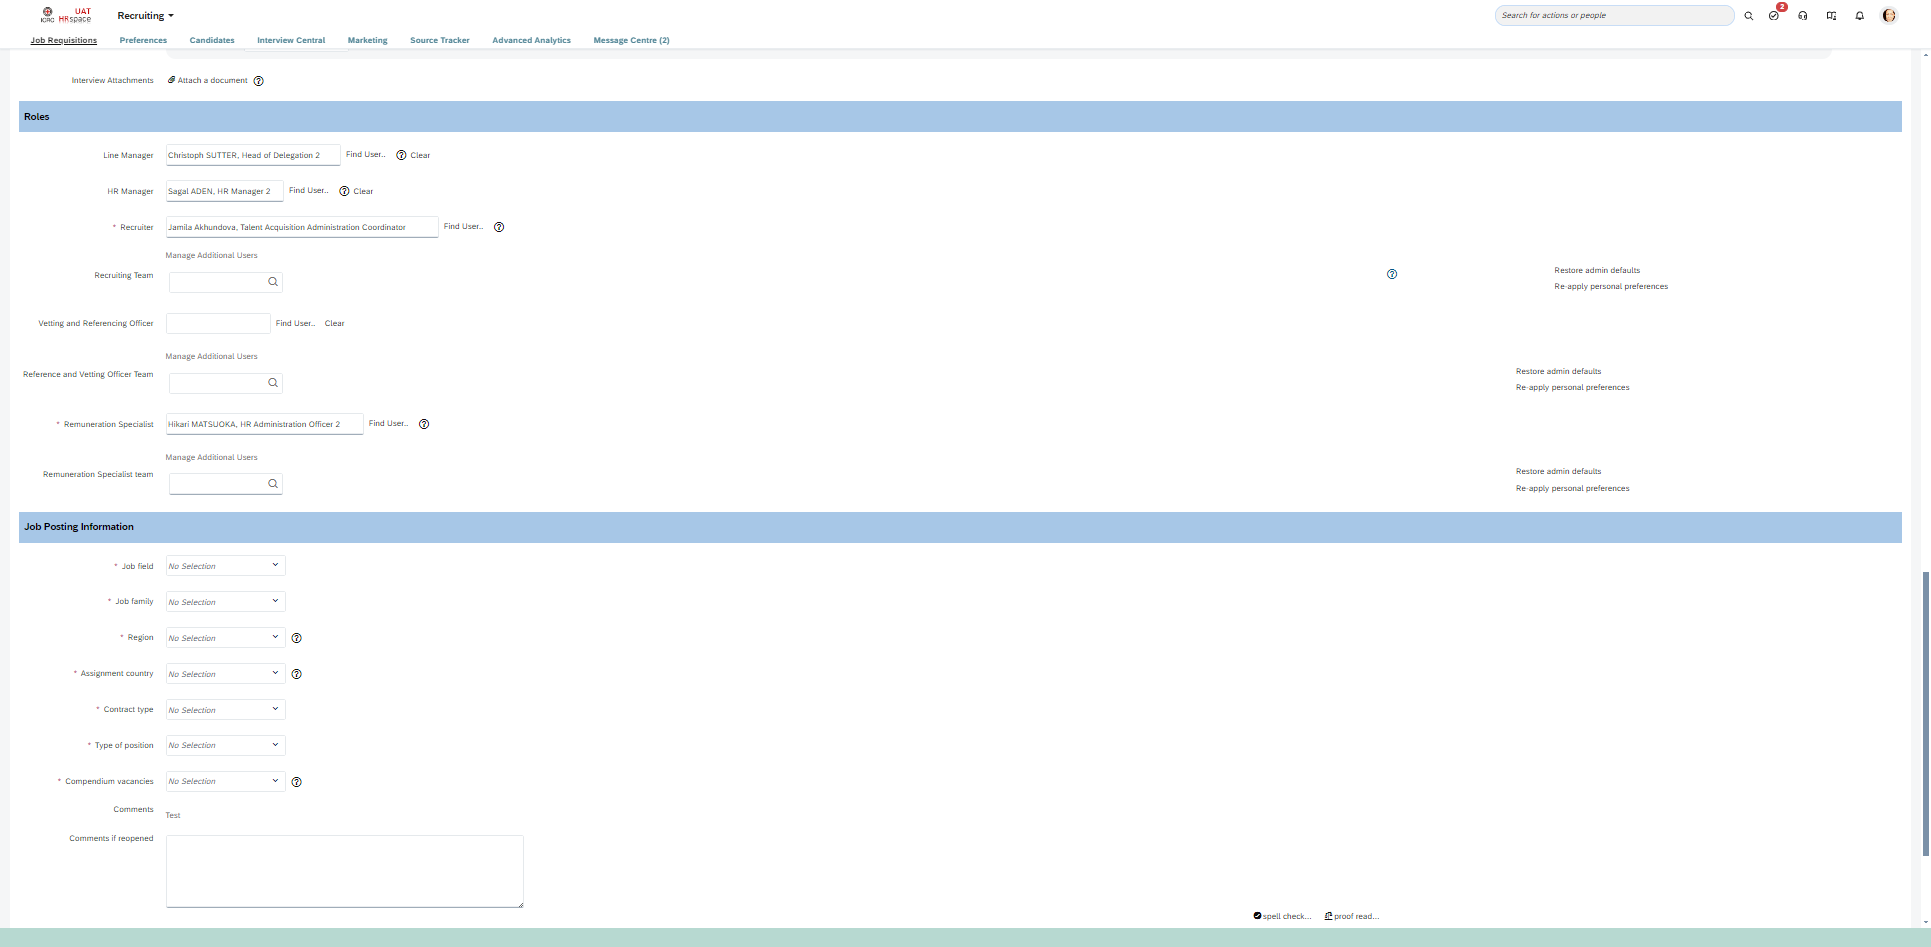 UAT
ICRC HRspace
Recruiting
Search for actions or people
2
Job Requisitions Preferences Candidates Interview Central Marketing Source Tracker Advanced Analytics Message Centre (2)
Interview Attachments Attach a document ?
Roles
Line Manager Christoph SUTTER, Head of Delegation 2 Find User.. ? Clear
HR Manager Sagal ADEN, HR Manager 2 Find User.. ? Clear
* Recruiter Jamila Akhundova, Talent Acquisition Administration Coordinator Find User.. ?
Manage Additional Users
Recruiting Team ? Restore admin defaults
Re-apply personal preferences
Vetting and Referencing Officer Find User.. Clear
Manage Additional Users
Reference and Vetting Officer Team Restore admin defaults
Re-apply personal preferences
* Remuneration Specialist Hikari MATSUOKA, HR Administration Officer 2 Find User.. ?
Manage Additional Users
Remuneration Specialist team Restore admin defaults
Re-apply personal preferences
Job Posting Information
* Job field No Selection
* Job family No Selection
* Region No Selection ?
* Assignment country No Selection ?
* Contract type No Selection
* Type of position No Selection
* Compendium vacancies No Selection ?
Comments Test
Comments if reopened
spell check... proof read...